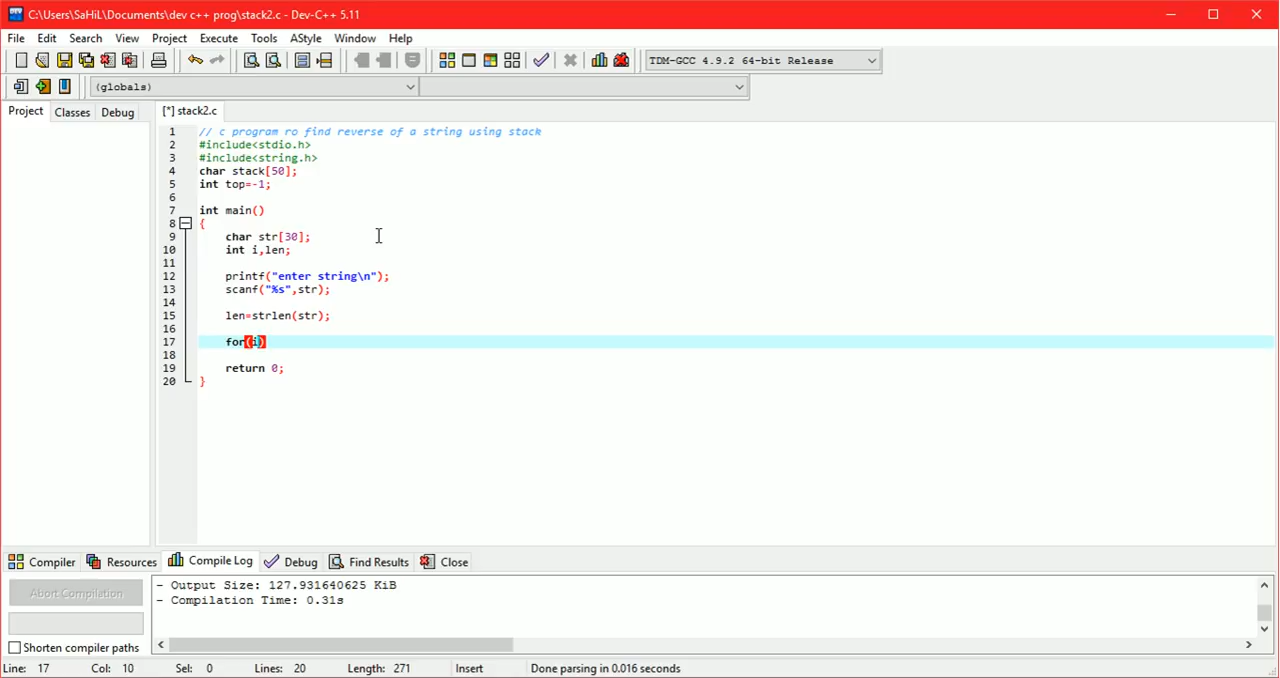 C:\Users\SaHiL\Documents\dev c++ prog\stack2.c - Dev-C++ 5.11
File Edit Search View Project Execute Tools AStyle Window Help
TDM-GCC 4.9.2 64-bit Release
(globals)
Project Classes Debug [*] stack2.c
1 // c program ro find reverse of a string using stack
2 #include<stdio.h>
3 #include<string.h>
4 char stack[50];
5 int top=-1;
6
7 int main()
8 {
9 char str[30];
10 int i,len;
11
12 printf("enter string\n");
13 scanf("%s",str);
14
15 len=strlen(str);
16
17 for(i)
18
19 return 0;
20 }
Compiler Resources Compile Log Debug Find Results Close
Abort Compilation
- Output Size: 127.931640625 KiB
- Compilation Time: 0.31s
Shorten compiler paths
Line: 17 Col: 10 Sel: 0 Lines: 20 Length: 271 Insert Done parsing in 0.016 seconds